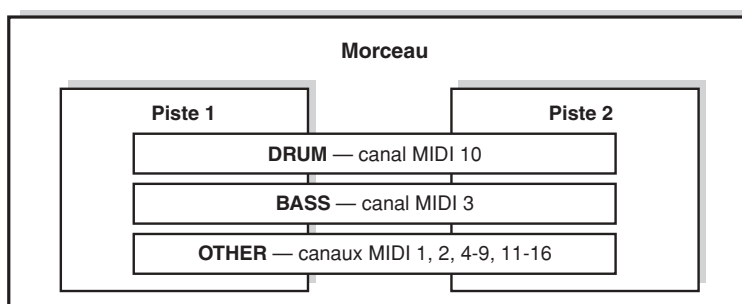 Morceau
Piste 1
Piste 2
DRUM — canal MIDI 10
BASS — canal MIDI 3
OTHER — canaux MIDI 1, 2, 4-9, 11-16